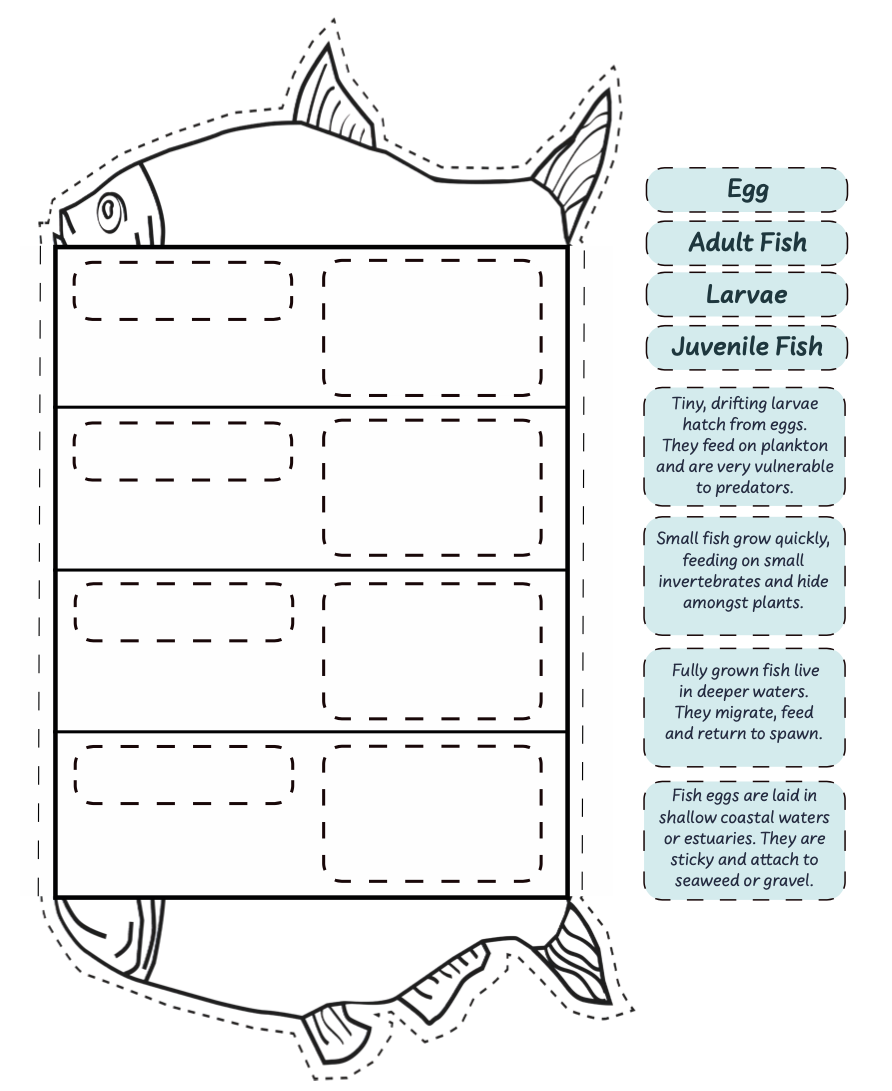 Egg
Adult Fish
Larvae
Juvenile Fish
Tiny, drifting larvae
hatch from eggs.
They feed on plankton
and are very vulnerable
to predators.
Small fish grow quickly,
feeding on small
invertebrates and hide
amongst plants.
Fully grown fish live
in deeper waters.
They migrate, feed
and return to spawn.
Fish eggs are laid in
shallow coastal waters
or estuaries. They are
sticky and attach to
seaweed or gravel.